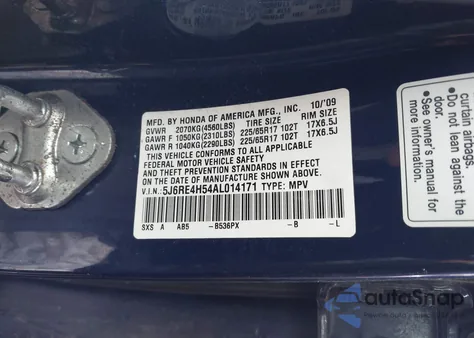 MFD. BY HONDA OF AMERICA MFG., INC. 10/'09
GVWR 2070KG(4560LBS) TIRE SIZE RIM SIZE
GAWR F 1050KG(2310LBS) 225/65R17 102T 17X6.5J
GAWR R 1040KG(2290LBS) 225/65R17 102T 17X6.5J
THIS VEHICLE CONFORMS TO ALL APPLICABLE
FEDERAL MOTOR VEHICLE SAFETY STANDARDS
AND THEFT PREVENTION STANDARD IN EFFECT
ON THE DATE OF MANUFACTURE SHOWN ABOVE.
V.I.N.:5J6RE4H54AL014171 TYPE: MPV
SXS A AB5 -B536PX -B -L
curtain airbags.
•Do not lean against the
door.
•See owner's manual for
more information.
autoSnap